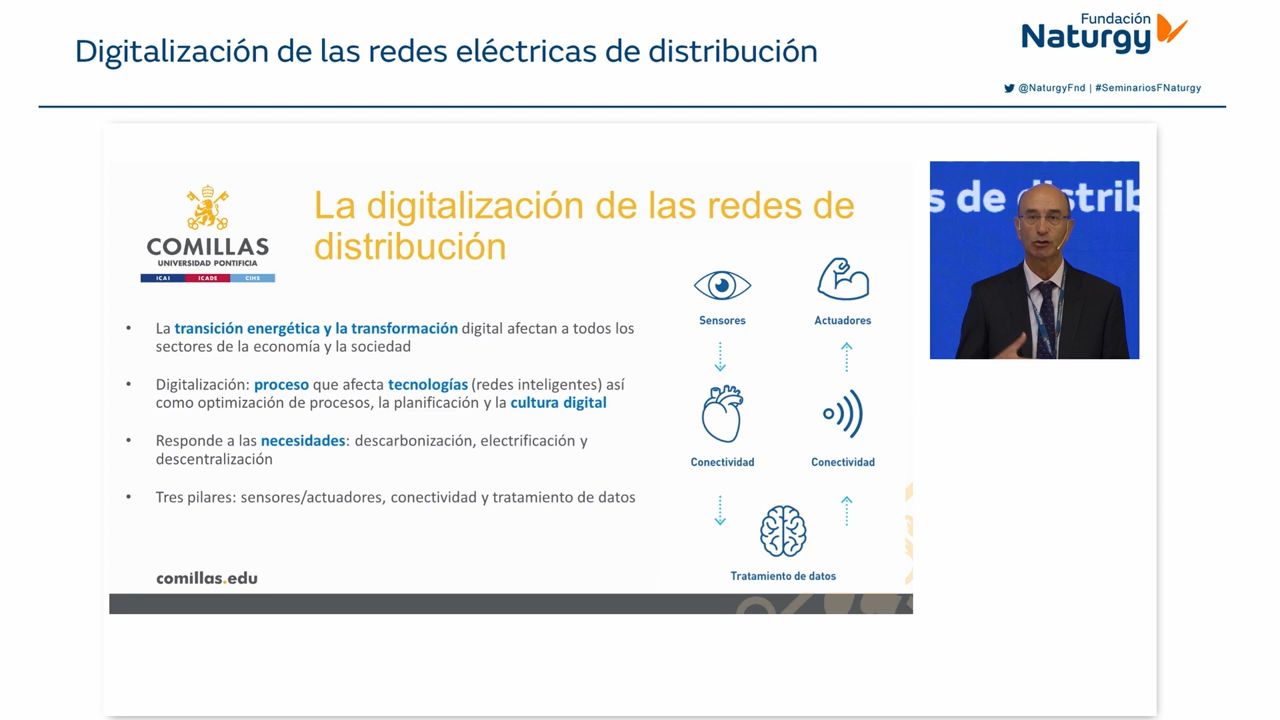 Digitalización de las redes eléctricas de distribución
Fundación
Naturgy
@NaturgyFnd | #SeminariosFNaturgy
COMILLAS
UNIVERSIDAD PONTIFICIA
ICAI ICADE CIHS
La digitalización de las redes de
distribución
• La transición energética y la transformación digital afectan a todos los
sectores de la economía y la sociedad
• Digitalización: proceso que afecta tecnologías (redes inteligentes) así
como optimización de procesos, la planificación y la cultura digital
• Responde a las necesidades: descarbonización, electrificación y
descentralización
• Tres pilares: sensores/actuadores, conectividad y tratamiento de datos
Sensores
Actuadores
Conectividad
Conectividad
Tratamiento de datos
comillas.edu
s de distrib